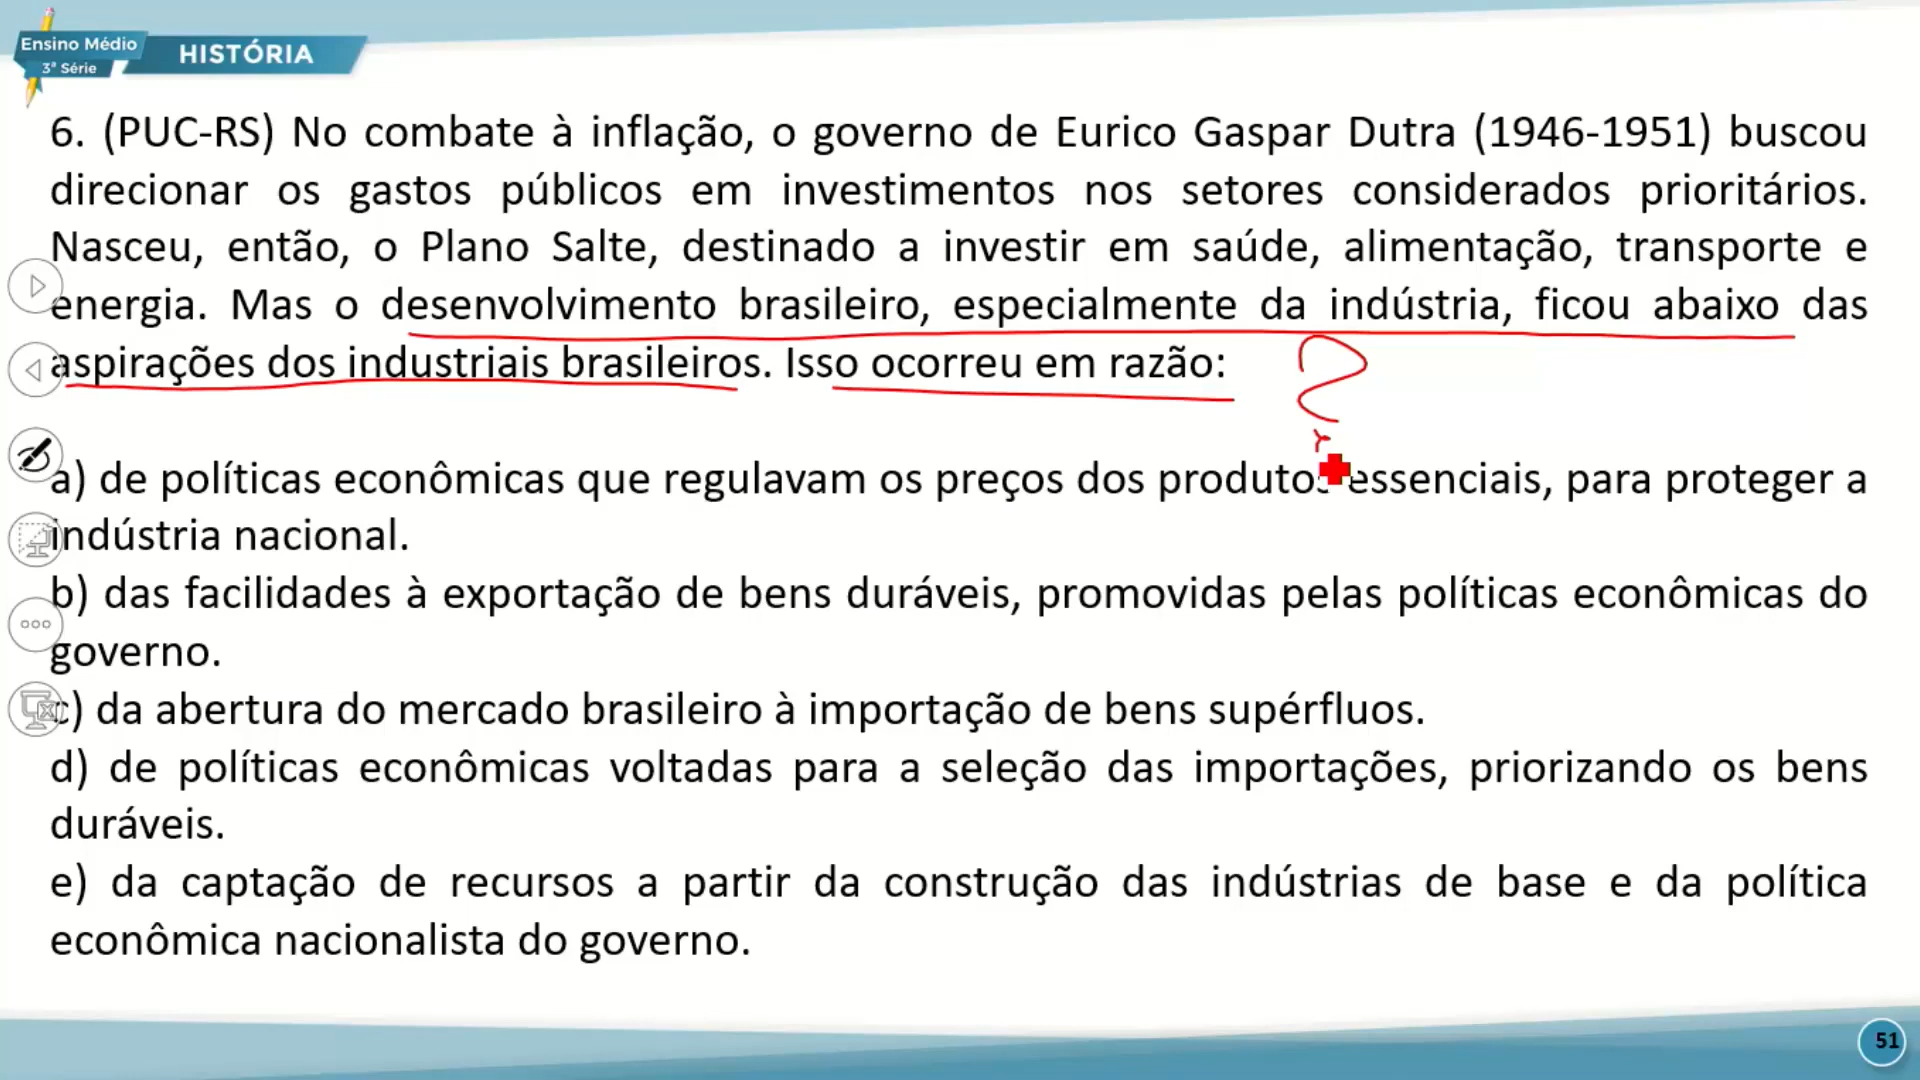 Ensino Médio
3ª Série
HISTÓRIA
6. (PUC-RS) No combate à inflação, o governo de Eurico Gaspar Dutra (1946-1951) buscou
direcionar os gastos públicos em investimentos nos setores considerados prioritários.
Nasceu, então, o Plano Salte, destinado a investir em saúde, alimentação, transporte e
energia. Mas o desenvolvimento brasileiro, especialmente da indústria, ficou abaixo das
aspirações dos industriais brasileiros. Isso ocorreu em razão:
a) de políticas econômicas que regulavam os preços dos produtos essenciais, para proteger a
indústria nacional.
b) das facilidades à exportação de bens duráveis, promovidas pelas políticas econômicas do
governo.
c) da abertura do mercado brasileiro à importação de bens supérfluos.
d) de políticas econômicas voltadas para a seleção das importações, priorizando os bens
duráveis.
e) da captação de recursos a partir da construção das indústrias de base e da política
econômica nacionalista do governo.
51